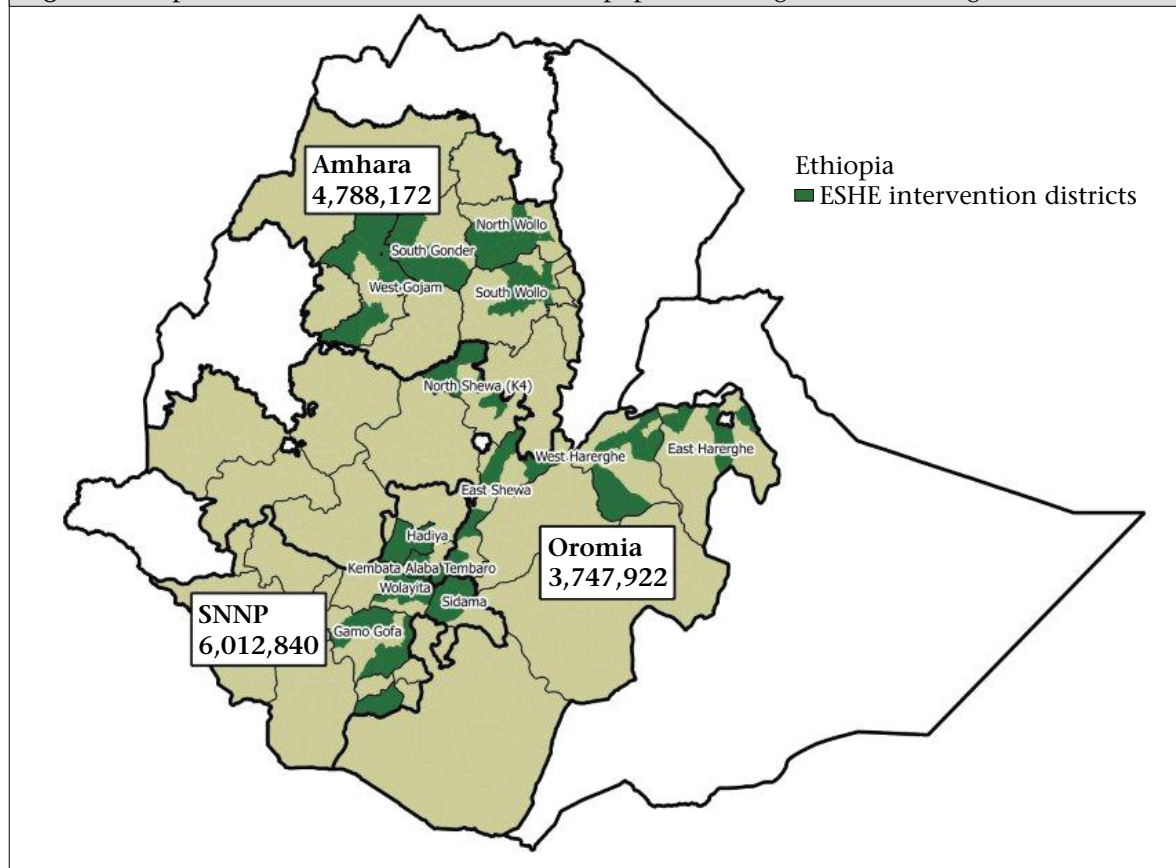 Amhara
4,788,172
Ethiopia
ESHE intervention districts
North Wollo
South Gonder
West Gojam
South Wollo
North Shewa (K4)
West Harerghe
East Harerghe
East Shewa
Hadiya
Oromia
3,747,922
Kembata Alaba Tembaro
Wolayita
Sidama
SNNP
6,012,840
Gamo Gofa